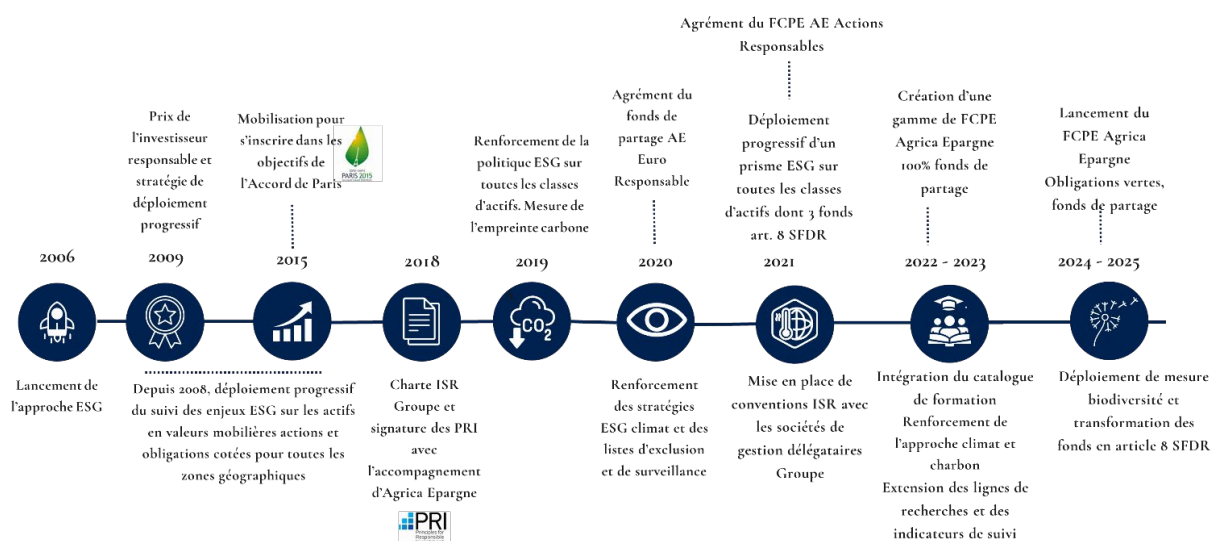 2006
Lancement de
l'approche ESG
Prix de
l'investisseur
responsable et
stratégie de
déploiement
progressif
2009
Depuis 2008, déploiement progressif
du suivi des enjeux ESG sur les actifs
en valeurs mobilières actions et
obligations cotées pour toutes les
zones géographiques
Mobilisation pour
s'inscrire dans les
objectifs de
l'Accord de Paris
PARIS 2015
2015
2018
Charte ISR
Groupe et
signature des PRI
avec
l'accompagnement
d'Agrica Epargne
PRI
Principles for
Responsible
Renforcement de la
politique ESG sur
toutes les classes
d'actifs. Mesure de
l'empreinte carbone
2019
CO2
Agrément du
fonds de
partage AE
Euro
Responsable
2020
Renforcement
des stratégies
ESG climat et des
listes d'exclusion
et de surveillance
Agrément du FCPE AE Actions
Responsables
Déploiement
progressif d'un
prisme ESG sur
toutes les classes
d'actifs dont 3 fonds
art. 8 SFDR
2021
Mise en place de
conventions ISR avec
les sociétés de
gestion délégataires
Groupe
Création d'une
gamme de FCPE
Agrica Epargne
100% fonds de
partage
2022 - 2023
Intégration du catalogue
de formation
Renforcement de
l'approche climat et
charbon
Extension des lignes de
recherches et des
indicateurs de suivi
Lancement du
FCPE Agrica
Epargne
Obligations vertes,
fonds de partage
2024 - 2025
Déploiement de mesure
biodiversité et
transformation des
fonds en article 8 SFDR